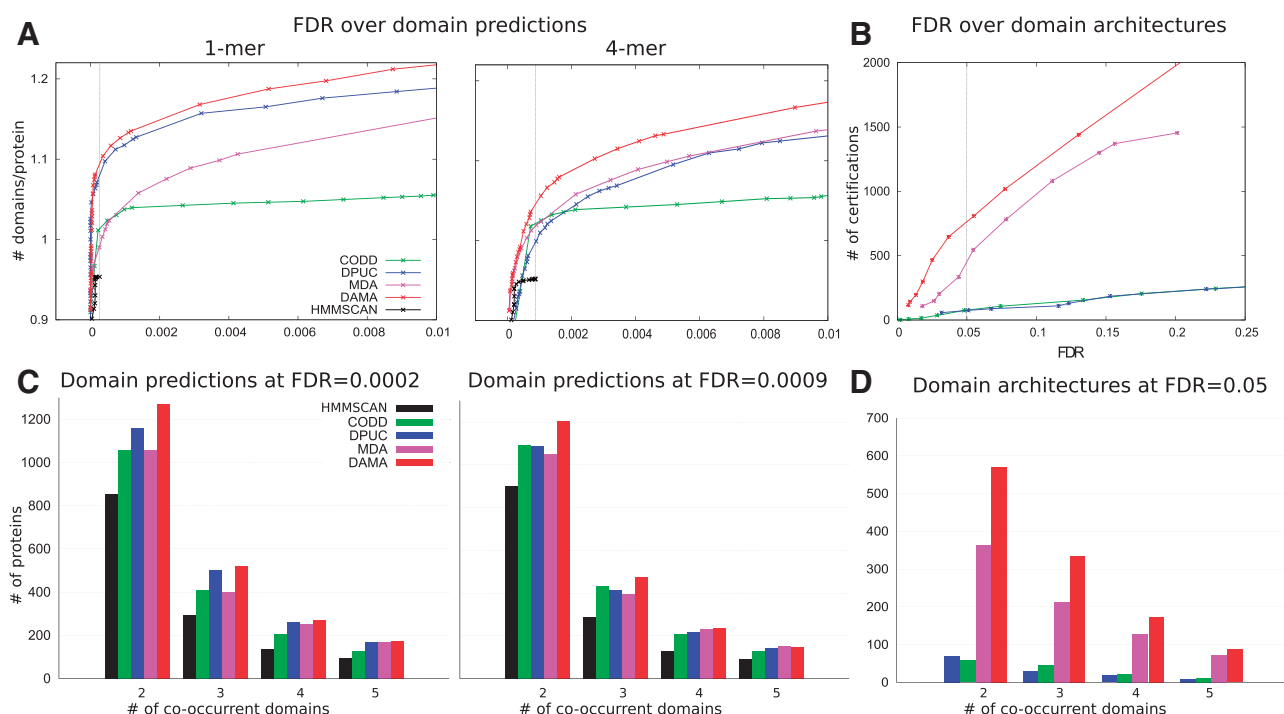 A
FDR over domain predictions
1-mer
4-mer
# domains/protein
1.2
1.1
1
0.9
CODD
DPUC
MDA
DAMA
HMMSCAN
0 0.002 0.004 0.006 0.008 0.01
0 0.002 0.004 0.006 0.008 0.01
B
FDR over domain architectures
# of certifications
2000
1500
1000
500
0
0 0.05 0.1 0.15 0.2 0.25
FDR
C
Domain predictions at FDR=0.0002
Domain predictions at FDR=0.0009
# of proteins
1200
1000
800
600
400
200
0
HMMSCAN
CODD
DPUC
MDA
DAMA
2 3 4 5
# of co-occurrent domains
2 3 4 5
# of co-occurrent domains
D
Domain architectures at FDR=0.05
700
600
500
400
300
200
100
0
2 3 4 5
# of co-occurrent domains